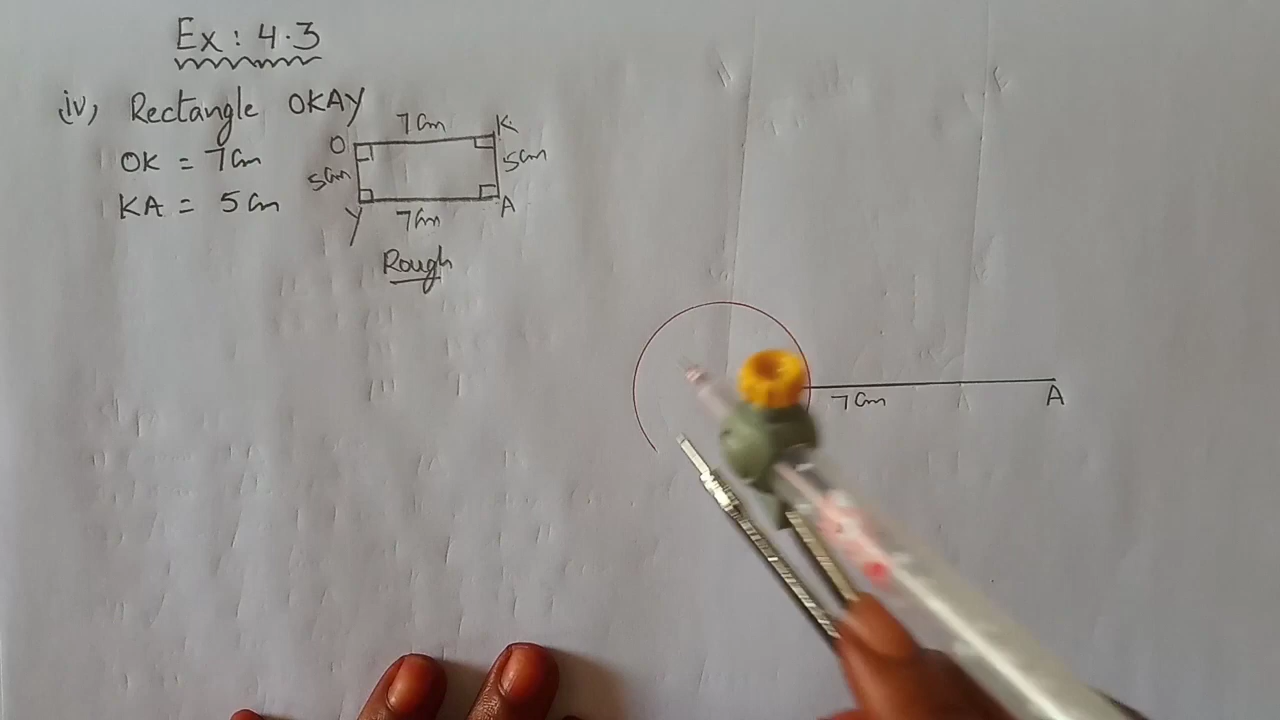 Ex: 4.3
iv) Rectangle OKAY
OK = 7cm
KA = 5cm
7cm
O K
5cm 5cm
Y 7cm A
Rough
7cm A